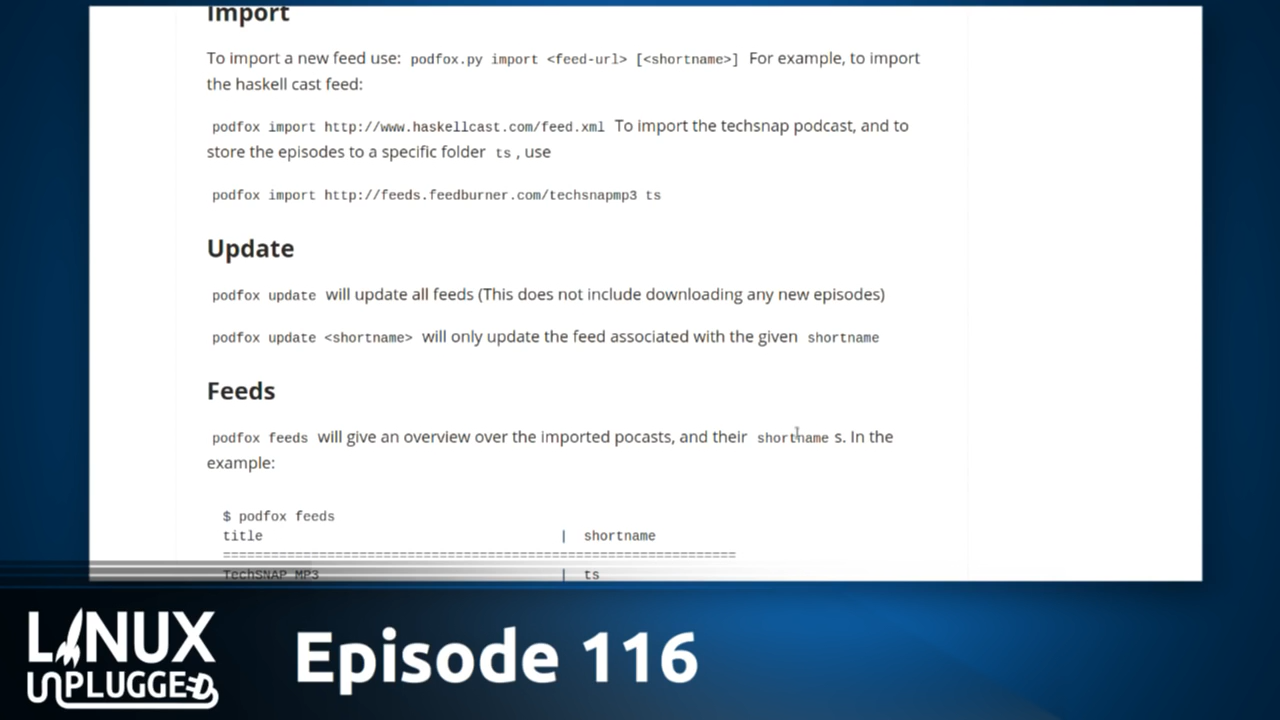 Import
To import a new feed use: podfox.py import <feed-url> [<shortname>] For example, to import
the haskell cast feed:
podfox import http://www.haskellcast.com/feed.xml To import the techsnap podcast, and to
store the episodes to a specific folder ts , use
podfox import http://feeds.feedburner.com/techsnapmp3 ts
Update
podfox update will update all feeds (This does not include downloading any new episodes)
podfox update <shortname> will only update the feed associated with the given shortname
Feeds
podfox feeds will give an overview over the imported pocasts, and their shortname s. In the
example:
$ podfox feeds
title | shortname
================================================================
TechSNAP MP3 | ts
LINUX
UNPLUGGED
Episode 116